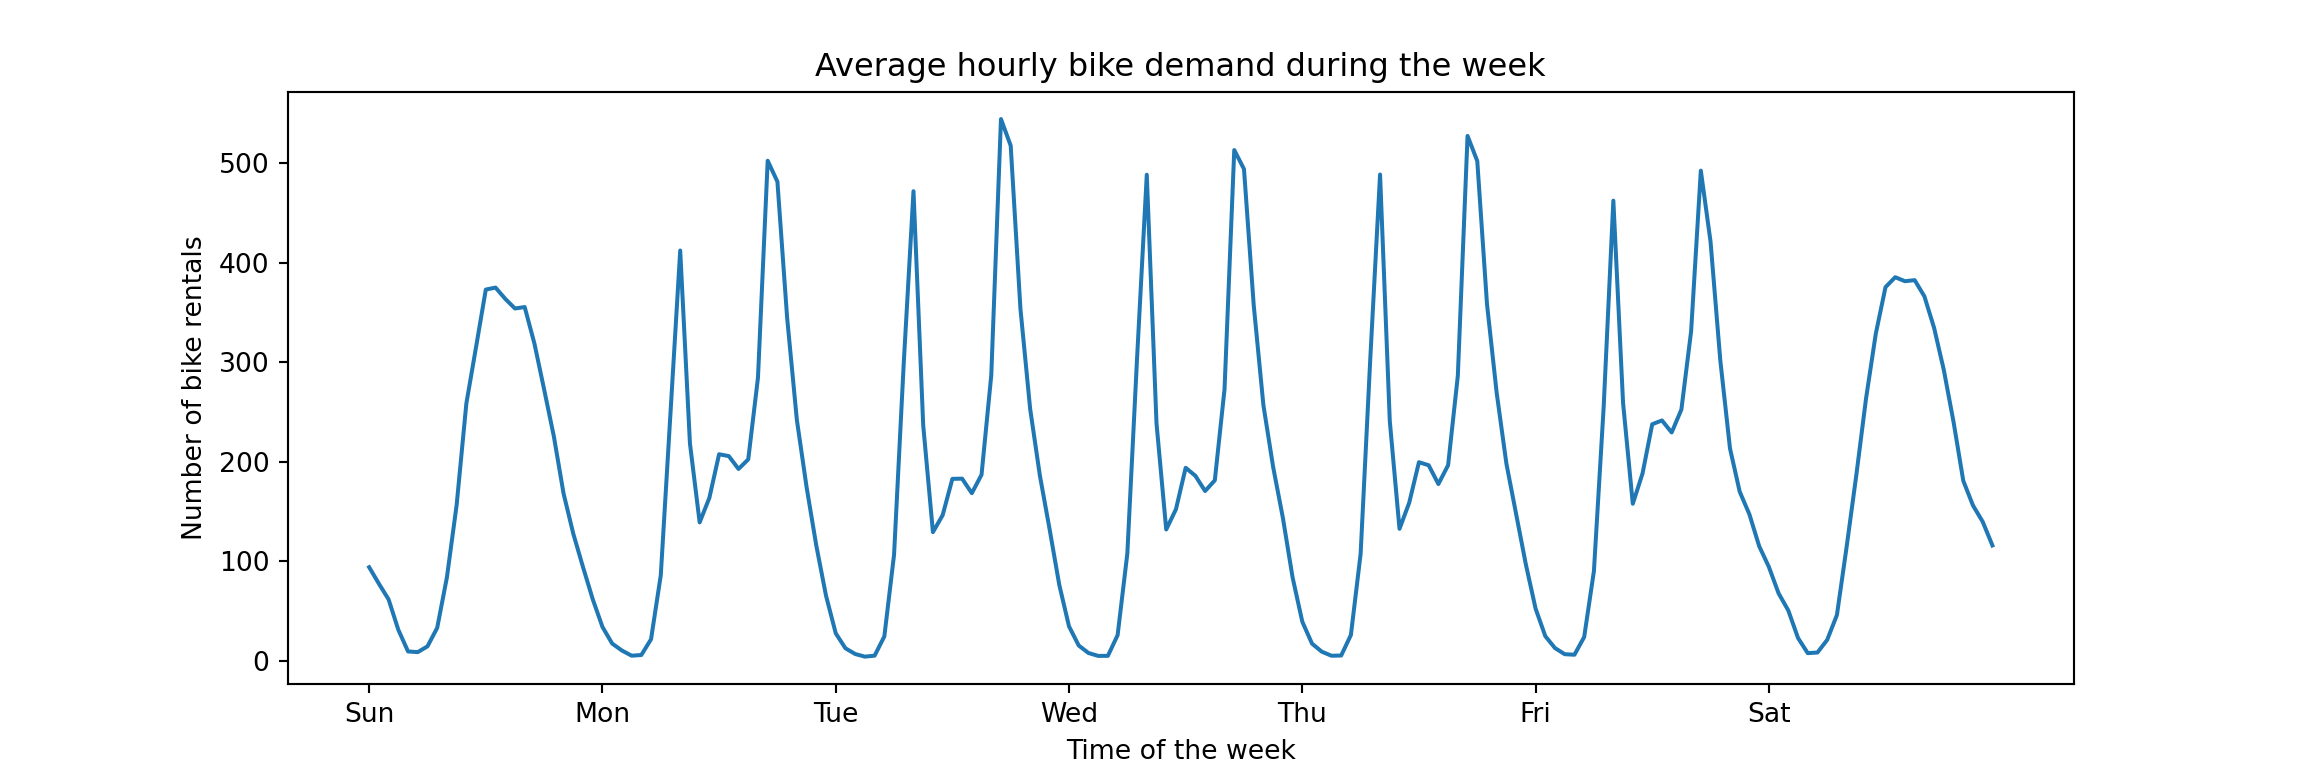 Average hourly bike demand during the week
Number of bike rentals
500
400
300
200
100
0
Sun Mon Tue Wed Thu Fri Sat
Time of the week